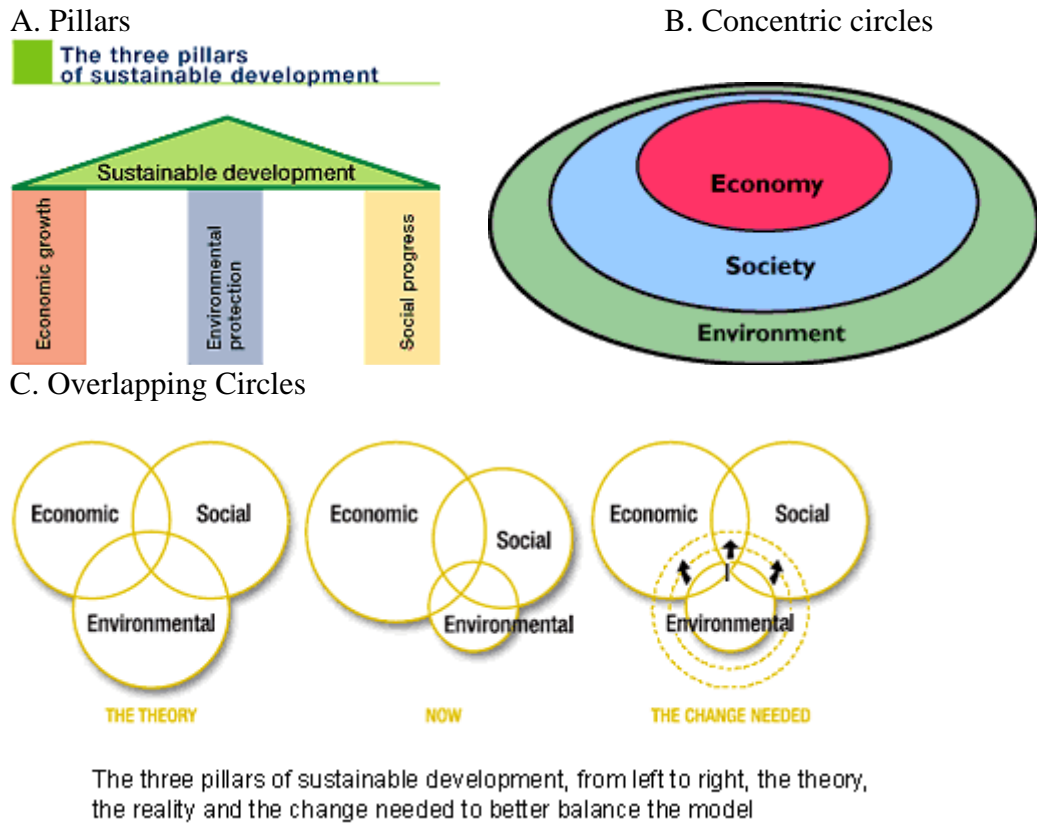 A. Pillars
The three pillars
of sustainable development
Sustainable development
Economic growth
Environmental
protection
Social progress
B. Concentric circles
Economy
Society
Environment
C. Overlapping Circles
Economic
Social
Environmental
THE THEORY
Economic
Social
Environmental
NOW
Economic
Social
Environmental
THE CHANGE NEEDED
The three pillars of sustainable development, from left to right, the theory,
the reality and the change needed to better balance the model